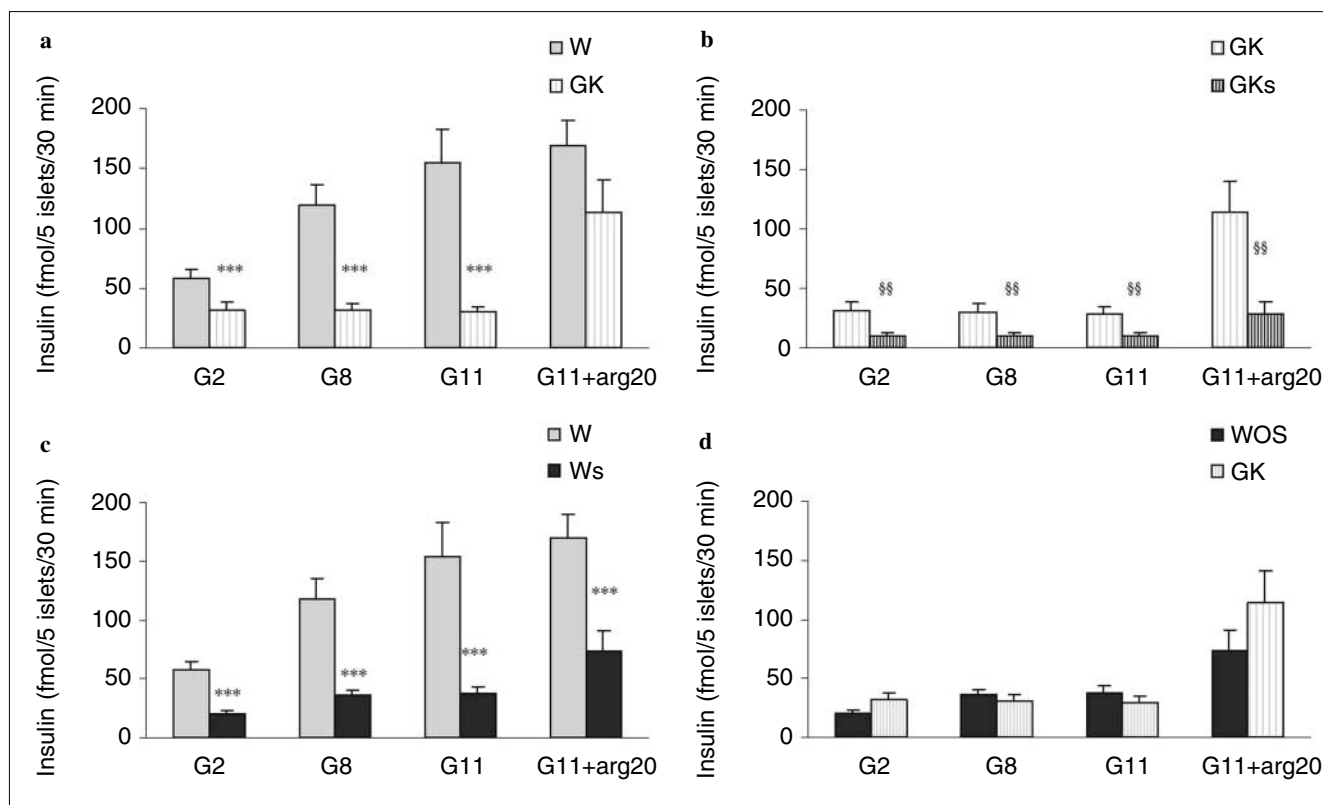 a
W
GK
Insulin (fmol/5 islets/30 min)
200
150
100
50
0
***
***
***
G2 G8 G11 G11+arg20
b
GK
GKs
Insulin (fmol/5 islets/30 min)
200
150
100
50
0
§§
§§
§§
§§
G2 G8 G11 G11+arg20
c
W
Ws
Insulin (fmol/5 islets/30 min)
200
150
100
50
0
***
***
***
***
G2 G8 G11 G11+arg20
d
WOS
GK
Insulin (fmol/5 islets/30 min)
200
150
100
50
0
G2 G8 G11 G11+arg20